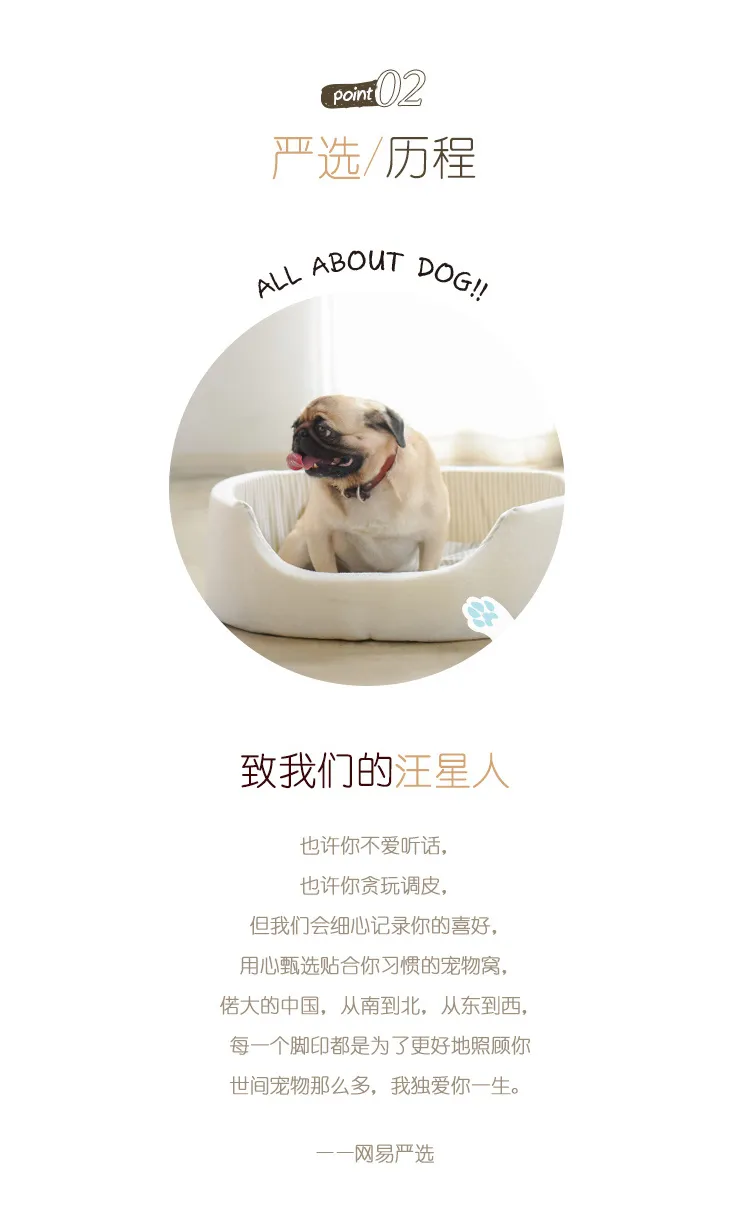 point 02
严选/历程
ALL ABOUT DOG!!
致我们的汪星人
也许你不爱听话，
也许你贪玩调皮，
但我们会细心记录你的喜好，
用心甄选贴合你习惯的宠物窝，
偌大的中国，从南到北，从东到西，
每一个脚印都是为了更好地照顾你
世间宠物那么多，我独爱你一生。
——网易严选